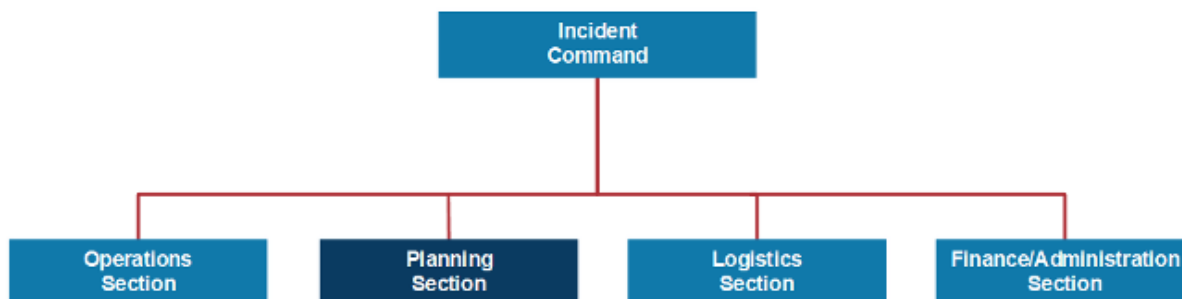 Incident
Command
Operations
Section
Planning
Section
Logistics
Section
Finance/Administration
Section